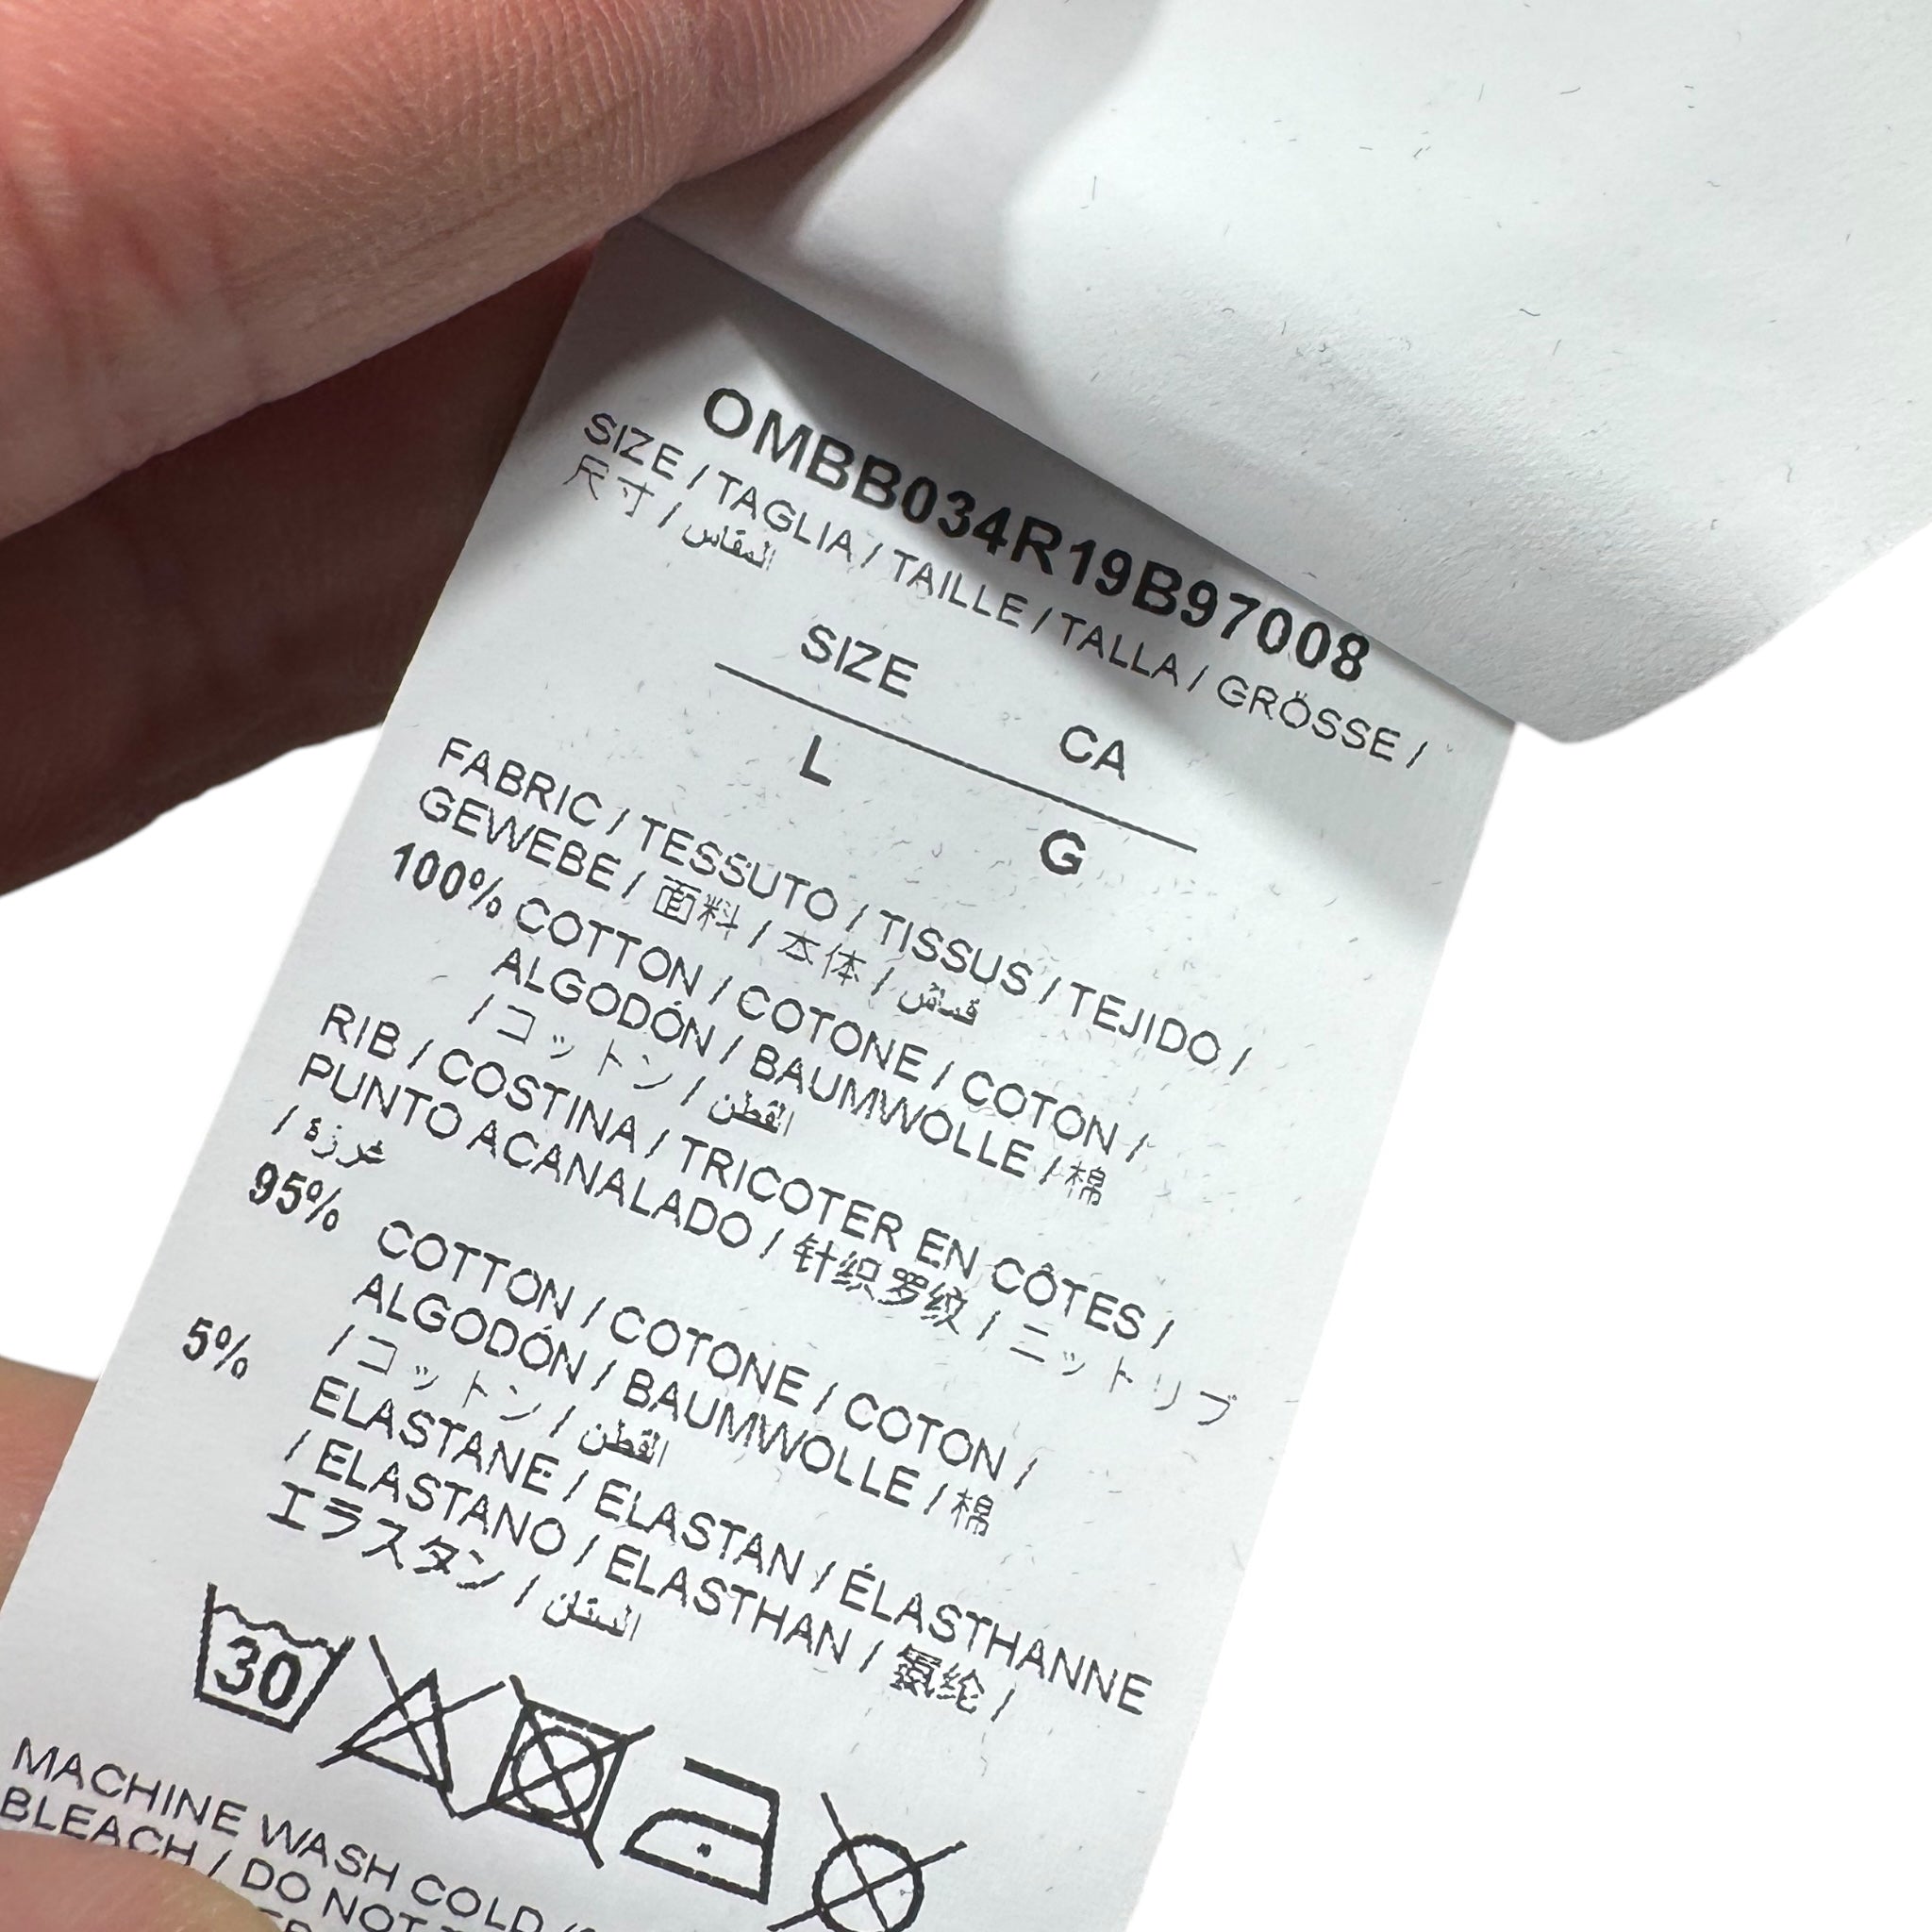 OMBB034R19B97008
SIZE / TAGLIA / TAILLE / TALLA / GRÖSSE /
尺寸 / المقاس
SIZE CA
L G
FABRIC / TESSUTO / TISSUS / TEJIDO /
GEWEBE / 面料 / 本体 / قماش
100% COTTON / COTONE / COTON /
ALGODÓN / BAUMWOLLE / 棉
/ コットン / القطن
RIB / COSTINA / TRICOTER EN CÔTES /
PUNTO ACANALADO / 针织罗纹 / ニットリブ
/ غرزة
95% COTTON / COTONE / COTON /
ALGODÓN / BAUMWOLLE / 棉
/ コットン / القطن
5% ELASTANE / ELASTAN / ÉLASTHANNE
/ ELASTANO / ELASTHAN / 氨纶 /
エラスタン /
30
MACHINE WASH COLD
BLEACH / DO NOT